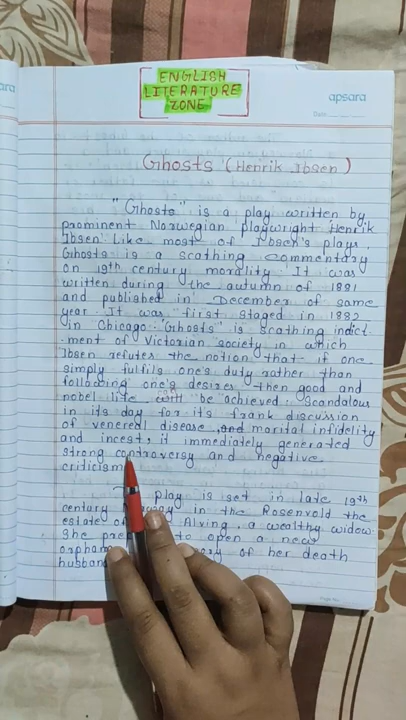 ENGLISH
LITERATURE
ZONE
apsara
Date:
Ghosts (Henrik Ibsen)
"Ghosts" is a play written by
prominent Norwegian playwright Henrik
Ibsen. Like most of Ibsen's plays,
Ghosts is a scathing commentary
on 19th century morality. It was
written during the autumn of 1891
and published in December of same
year. It was first staged in 1882
in Chicago. "Ghosts" is scathing indict
-ment of Victorian society in which
Ibsen refutes the notion that if one
simply fulfils one's duty rather than
following one's desires then good and
nobel life be achieved. Scandalous
in its day for its frank discussion
of venereal disease, marital infidelity
and incest, it immediately generated
strong controversy and negative
criticism
play is set in late 19th
century in the Rosenvold the
estate Alving, a wealthy widow.
She to open a new
orphan of her death
husban
Page No.